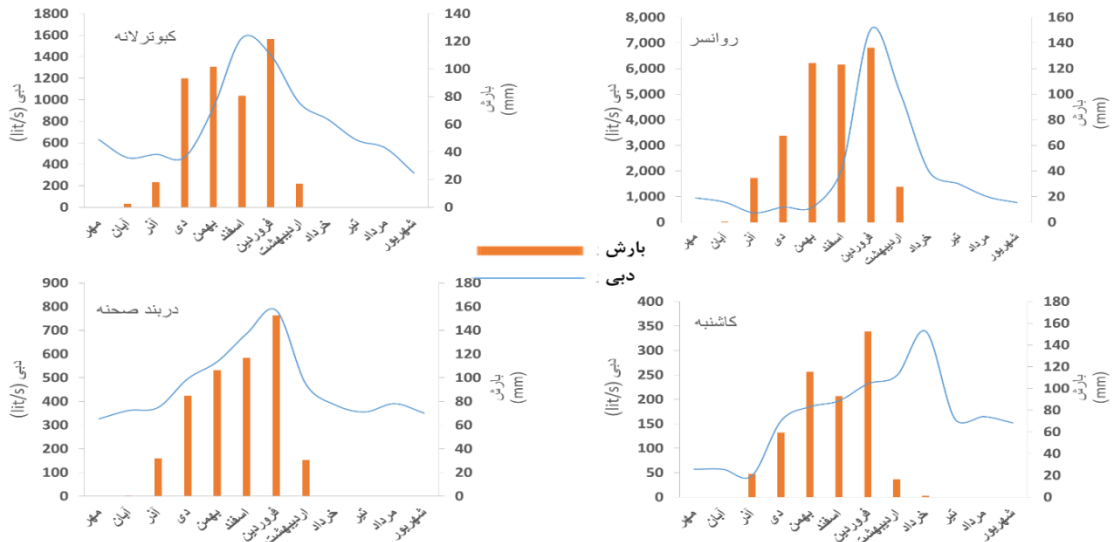 کبوترلانه
1800
1600
1400
1200
1000
800
600
400
200
0
دبی (lit/s)
140
120
100
80
60
40
20
0
بارش
(mm)
مهر
آبان
آذر
دی
بهمن
اسفند
فروردین
اردیبهشت
خرداد
تیر
مرداد
شهریور
روانسر
8,000
7,000
6,000
5,000
4,000
3,000
2,000
1,000
0
دبی (lit/s)
160
140
120
100
80
60
40
20
0
بارش
(mm)
مهر
آبان
آذر
دی
بهمن
اسفند
فروردین
اردیبهشت
خرداد
تیر
مرداد
شهریور
بارش :
دبی :
دربند صحنه
900
800
700
600
500
400
300
200
100
0
دبی (lit/s)
180
160
140
120
100
80
60
40
20
0
بارش
(mm)
مهر
آبان
آذر
دی
بهمن
اسفند
فروردین
اردیبهشت
خرداد
تیر
مرداد
شهریور
کاشنبه
400
350
300
250
200
150
100
50
0
دبی (lit/s)
180
160
140
120
100
80
60
40
20
0
بارش
(mm)
مهر
آبان
آذر
دی
بهمن
اسفند
فروردین
اردیبهشت
خرداد
تیر
مرداد
شهریور